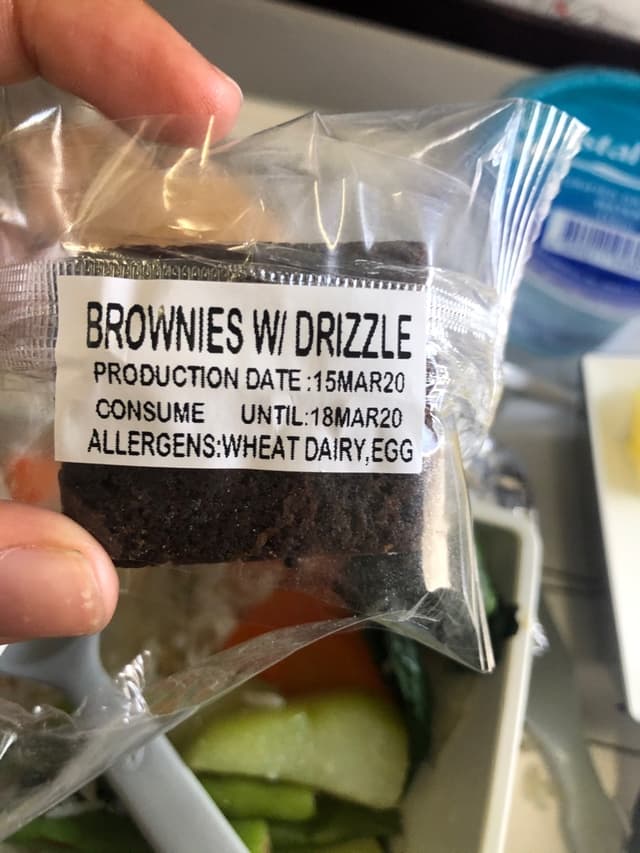 BROWNIES W/ DRIZZLE
PRODUCTION DATE :15MAR20
CONSUME UNTIL:18MAR20
ALLERGENS:WHEAT DAIRY,EGG